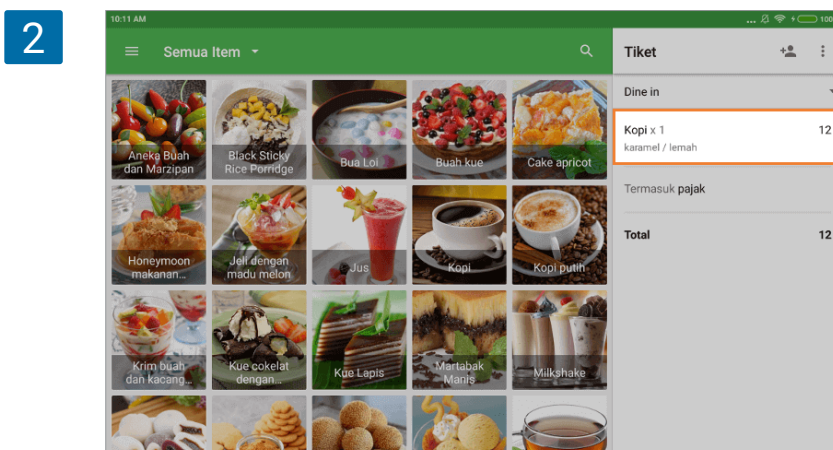 2
10:11 AM
... 100
Semua Item
Tiket
Dine in
Kopi x 1
12
karamel / lemah
Termasuk pajak
Total
12
Aneka Buah
dan Marzipan
Black Sticky
Rice Porridge
Bua Loi
Buah kue
Cake apricot
Honeymoon
makanan...
Jeli dengan
madu melon
Jus
Kopi
Kopi putih
Krim buah
dan kacang...
Kue cokelat
dengan...
Kue Lapis
Martabak
Manis
Milkshake